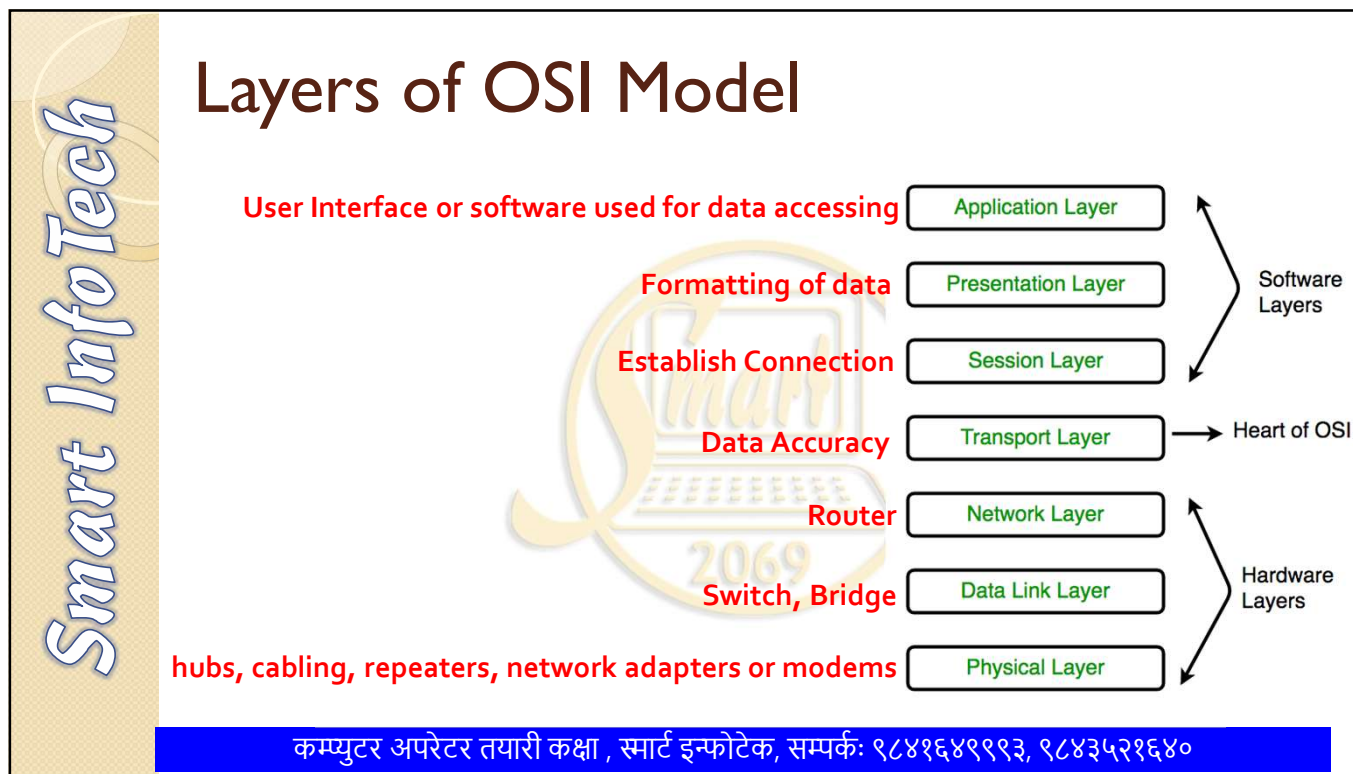 Smart InfoTech
Layers of OSI Model
User Interface or software used for data accessing
Application Layer
Formatting of data
Presentation Layer
Software
Layers
Establish Connection
Session Layer
Data Accuracy
Transport Layer
Heart of OSI
Router
Network Layer
Switch, Bridge
Data Link Layer
Hardware
Layers
hubs, cabling, repeaters, network adapters or modems
Physical Layer
Smart
2069
कम्प्युटर अपरेटर तयारी कक्षा , स्मार्ट इन्फोटेक, सम्पर्कः ९८४१६४९९९३, ९८४३५२१६४०